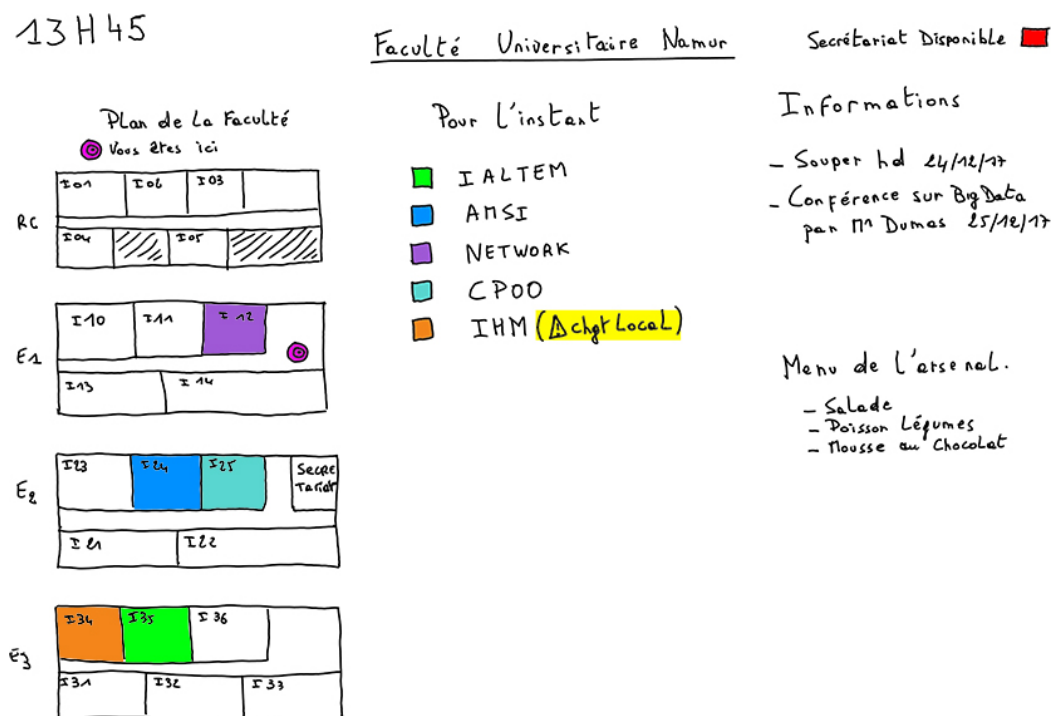 13H45
Faculté Universitaire Namur
Secrétariat Disponible
Plan de La Faculté
Vous êtes ici
RC
I01 I02 I03
I04 I05
E1
I10 I11 I12
I13 I14
E2
I23 I24 I25 Secre
Tariat
I21 I22
E3
I34 I35 I36
I31 I32 I33
Pour l'instant
IALTEM
AMSI
NETWORK
CPOO
IHM (⚠ chgt Local)
Informations
- Souper 24/12/17
- Conférence sur Big Data
par Mr Dumas 25/12/17
Menu de l'arsenal.
- Salade
- Poisson Légumes
- Mousse au Chocolat